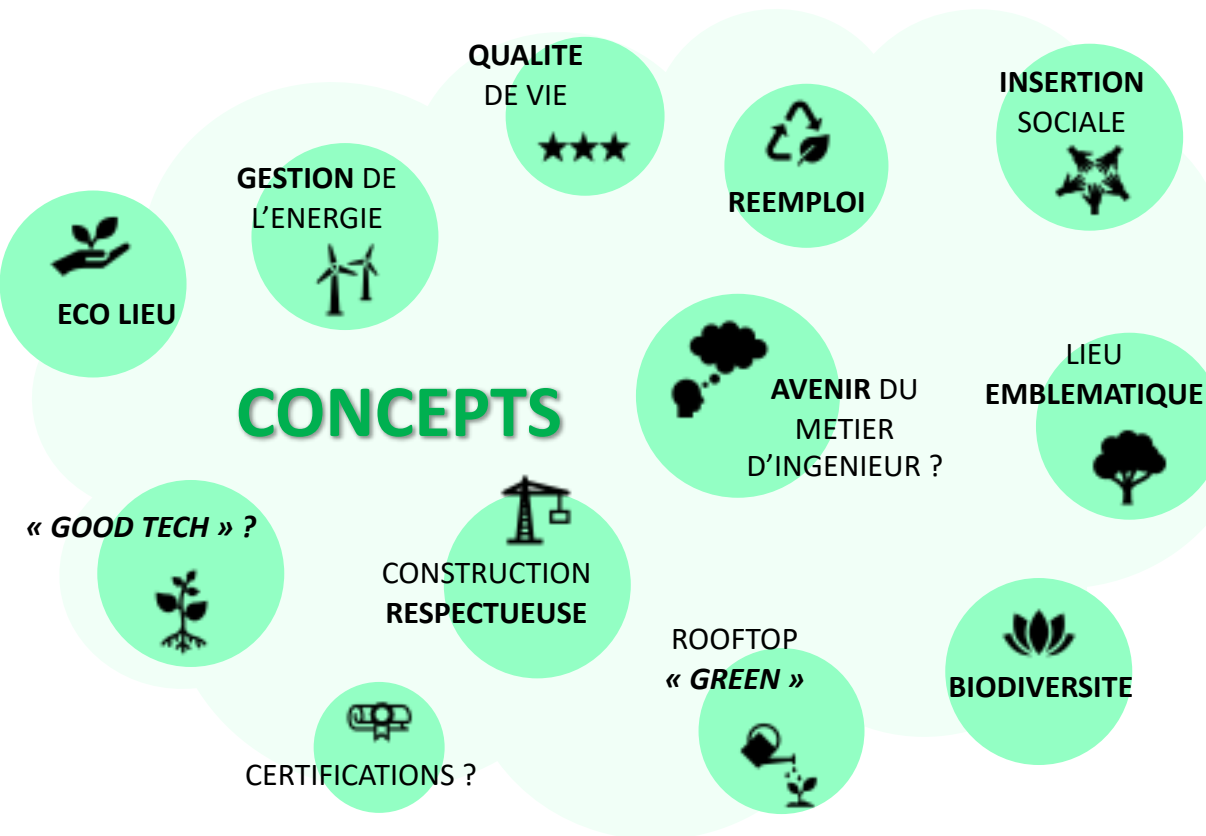 QUALITE
DE VIE
INSERTION
SOCIALE
GESTION DE
L’ENERGIE
REEMPLOI
ECO LIEU
LIEU
EMBLEMATIQUE
CONCEPTS
AVENIR DU
METIER
D’INGENIEUR ?
« GOOD TECH » ?
CONSTRUCTION
RESPECTUEUSE
ROOFTOP
« GREEN »
BIODIVERSITE
CERTIFICATIONS ?